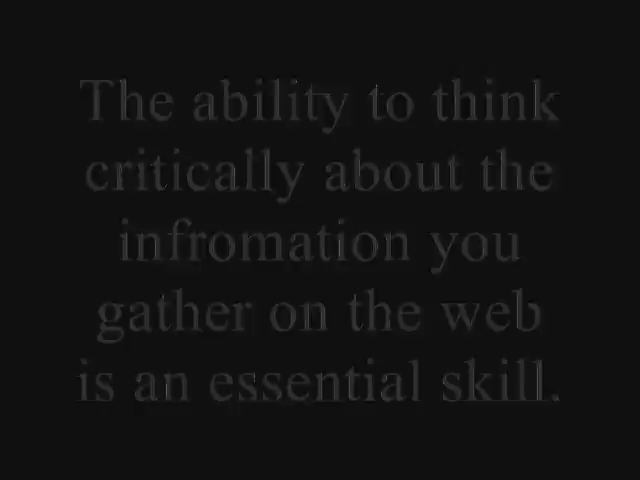 The ability to think
critically about the
infromation you
gather on the web
is an essential skill.